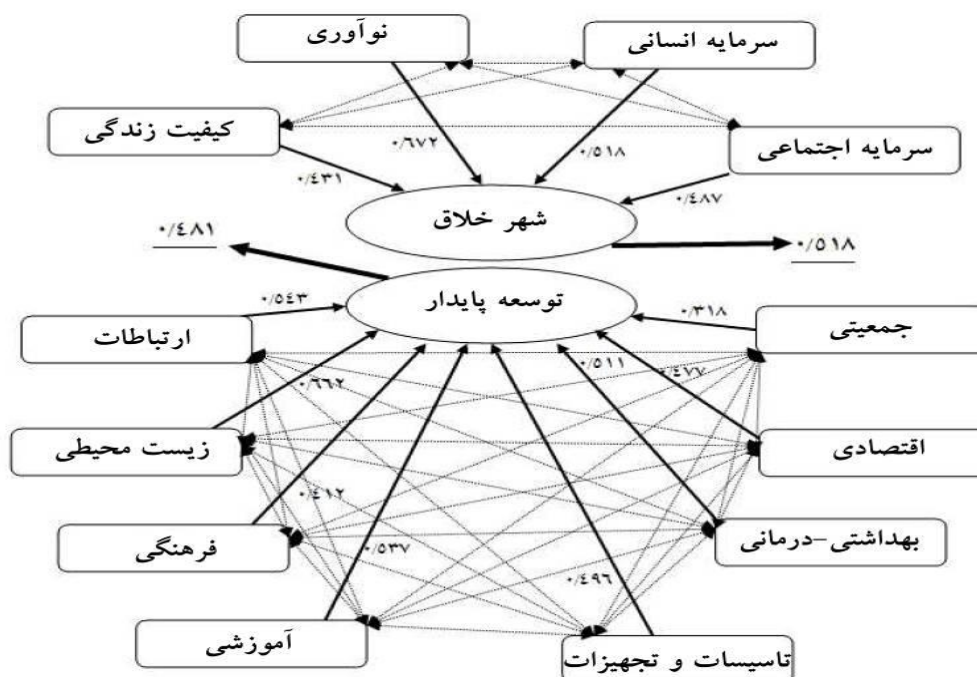 سرمایه انسانی
نوآوری
سرمایه اجتماعی
کیفیت زندگی
۰/۵۱۸
۰/۶۷۲
۰/۴۸۷
۰/۴۳۱
شهر خلاق
۰/۵۱۸
۰/۴۸۱
توسعه پایدار
۰/۳۱۸
۰/۵۴۳
جمعیتی
ارتباطات
۰/۴۷۷
۰/۵۱۱
۰/۶۶۲
اقتصادی
زیست محیطی
۰/۴۱۲
بهداشتی-درمانی
فرهنگی
۰/۵۳۷
۰/۴۹۶
آموزشی
تاسیسات و تجهیزات